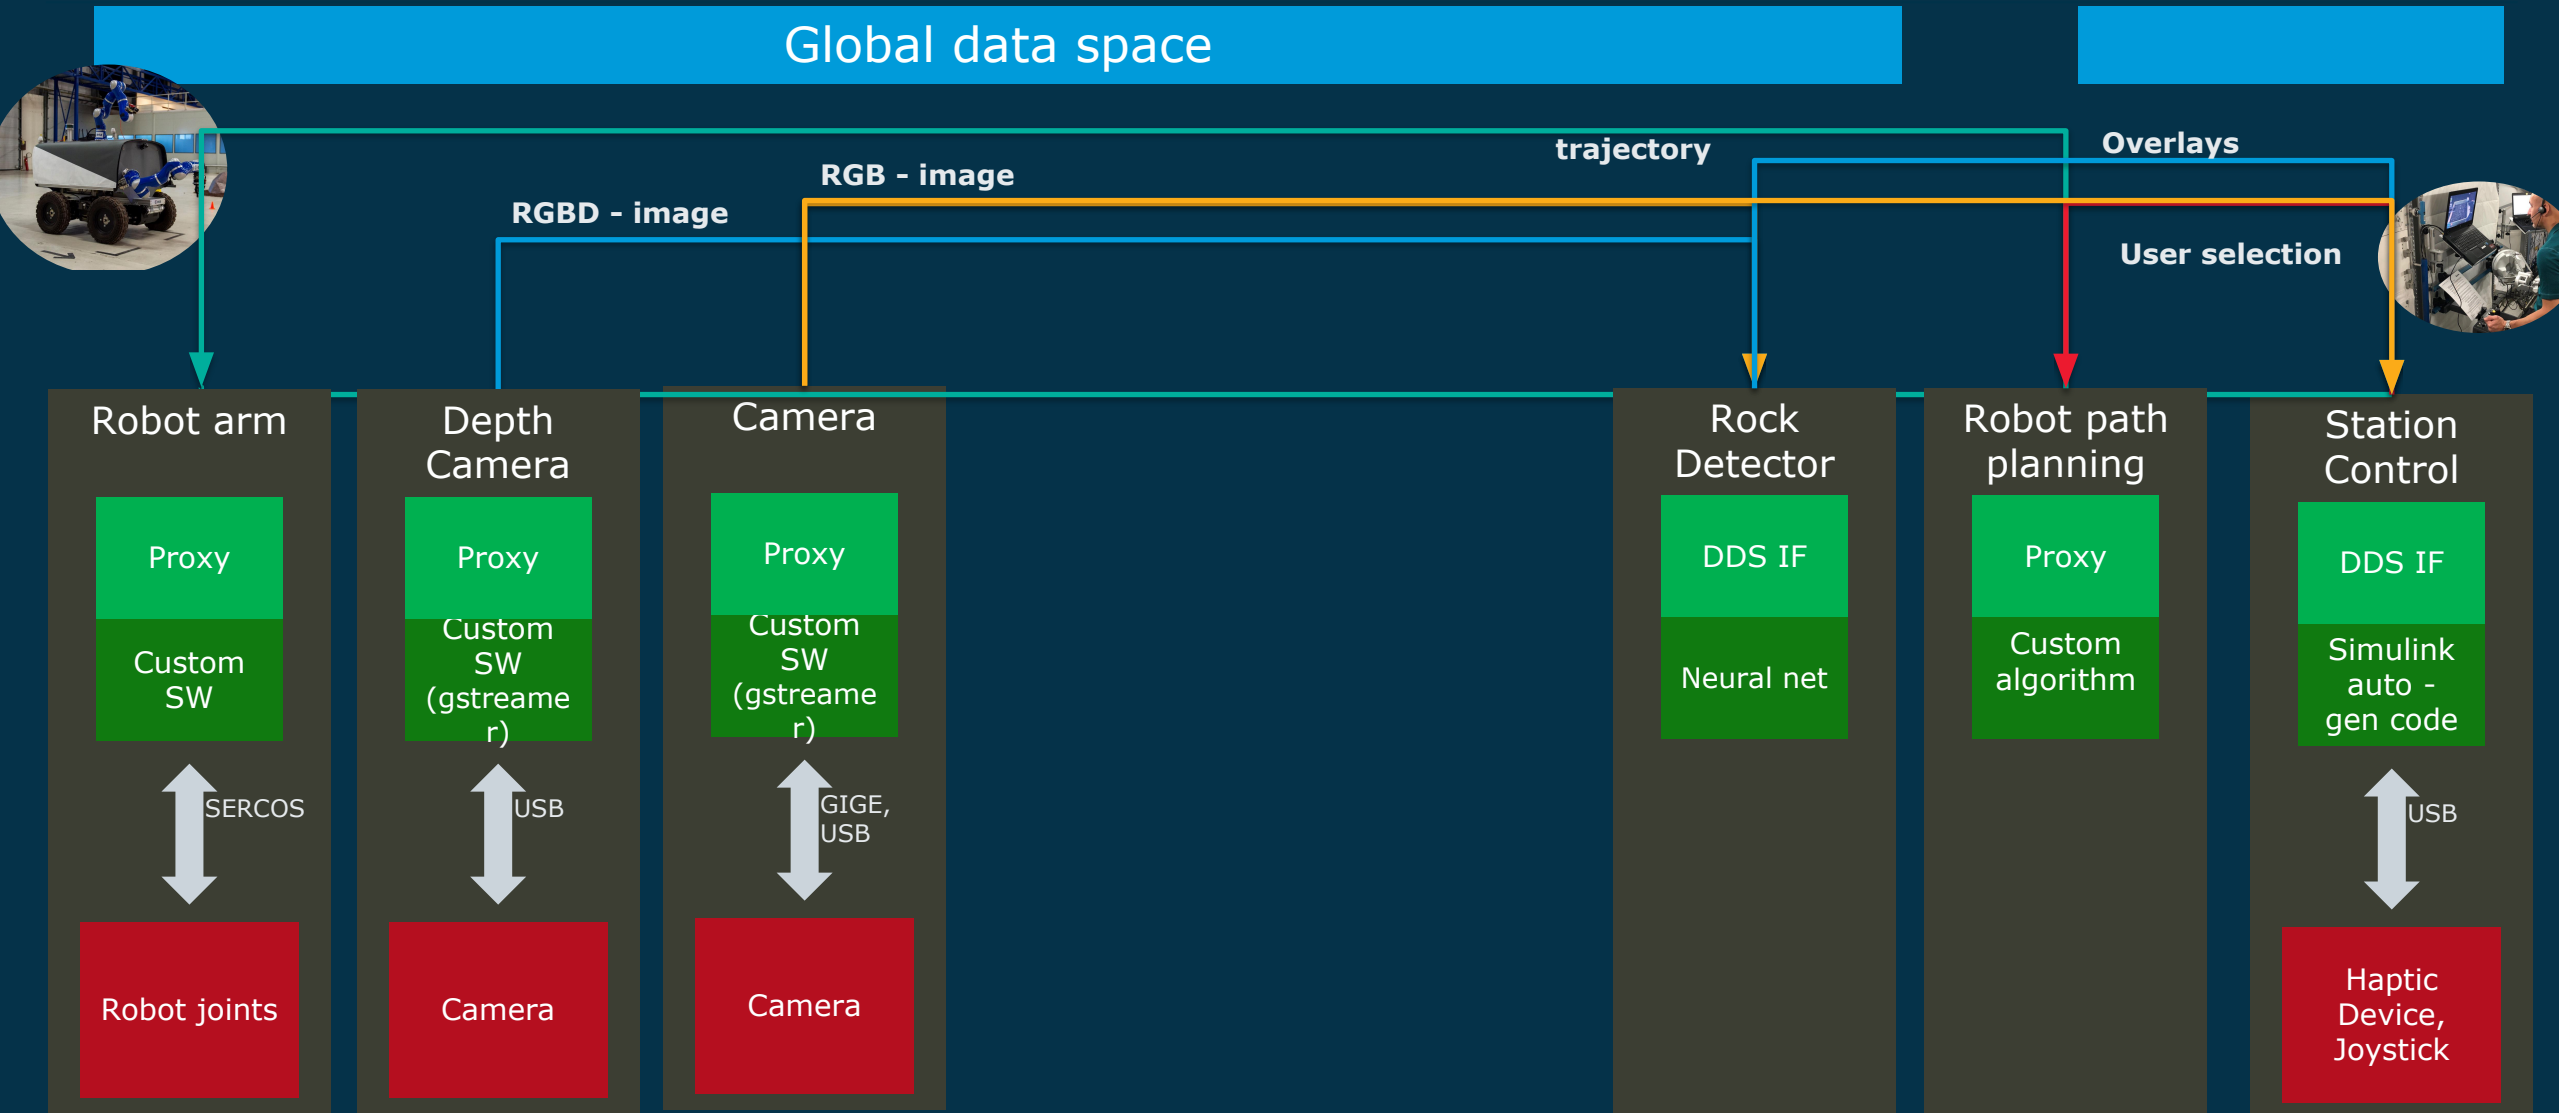 Global data space
trajectory
Overlays
RGB - image
RGBD - image
User selection
Robot arm
Proxy
Custom
SW
SERCOS
Robot joints
Depth
Camera
Proxy
Custom
SW
(gstreame
r)
USB
Camera
Camera
Proxy
Custom
SW
(gstreame
r)
GIGE,
USB
Camera
Rock
Detector
DDS IF
Neural net
Robot path
planning
Proxy
Custom
algorithm
Station
Control
DDS IF
Simulink
auto -
gen code
USB
Haptic
Device,
Joystick